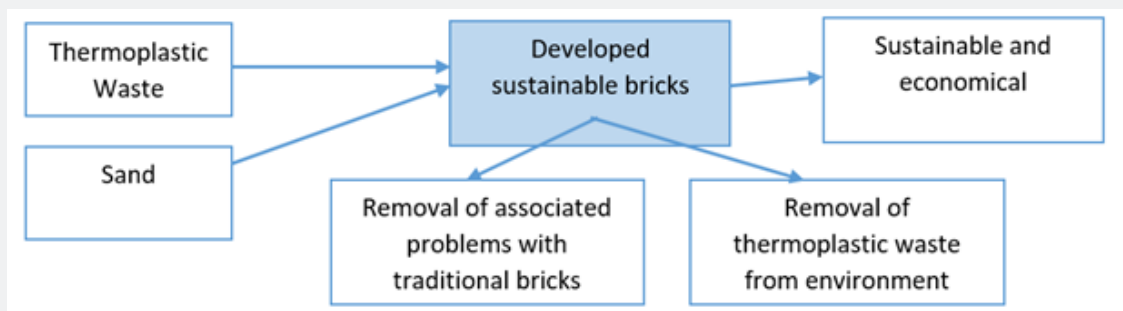 Thermoplastic
Waste
Developed
sustainable bricks
Sustainable and
economical
Sand
Removal of associated
problems with
traditional bricks
Removal of
thermoplastic waste
from environment